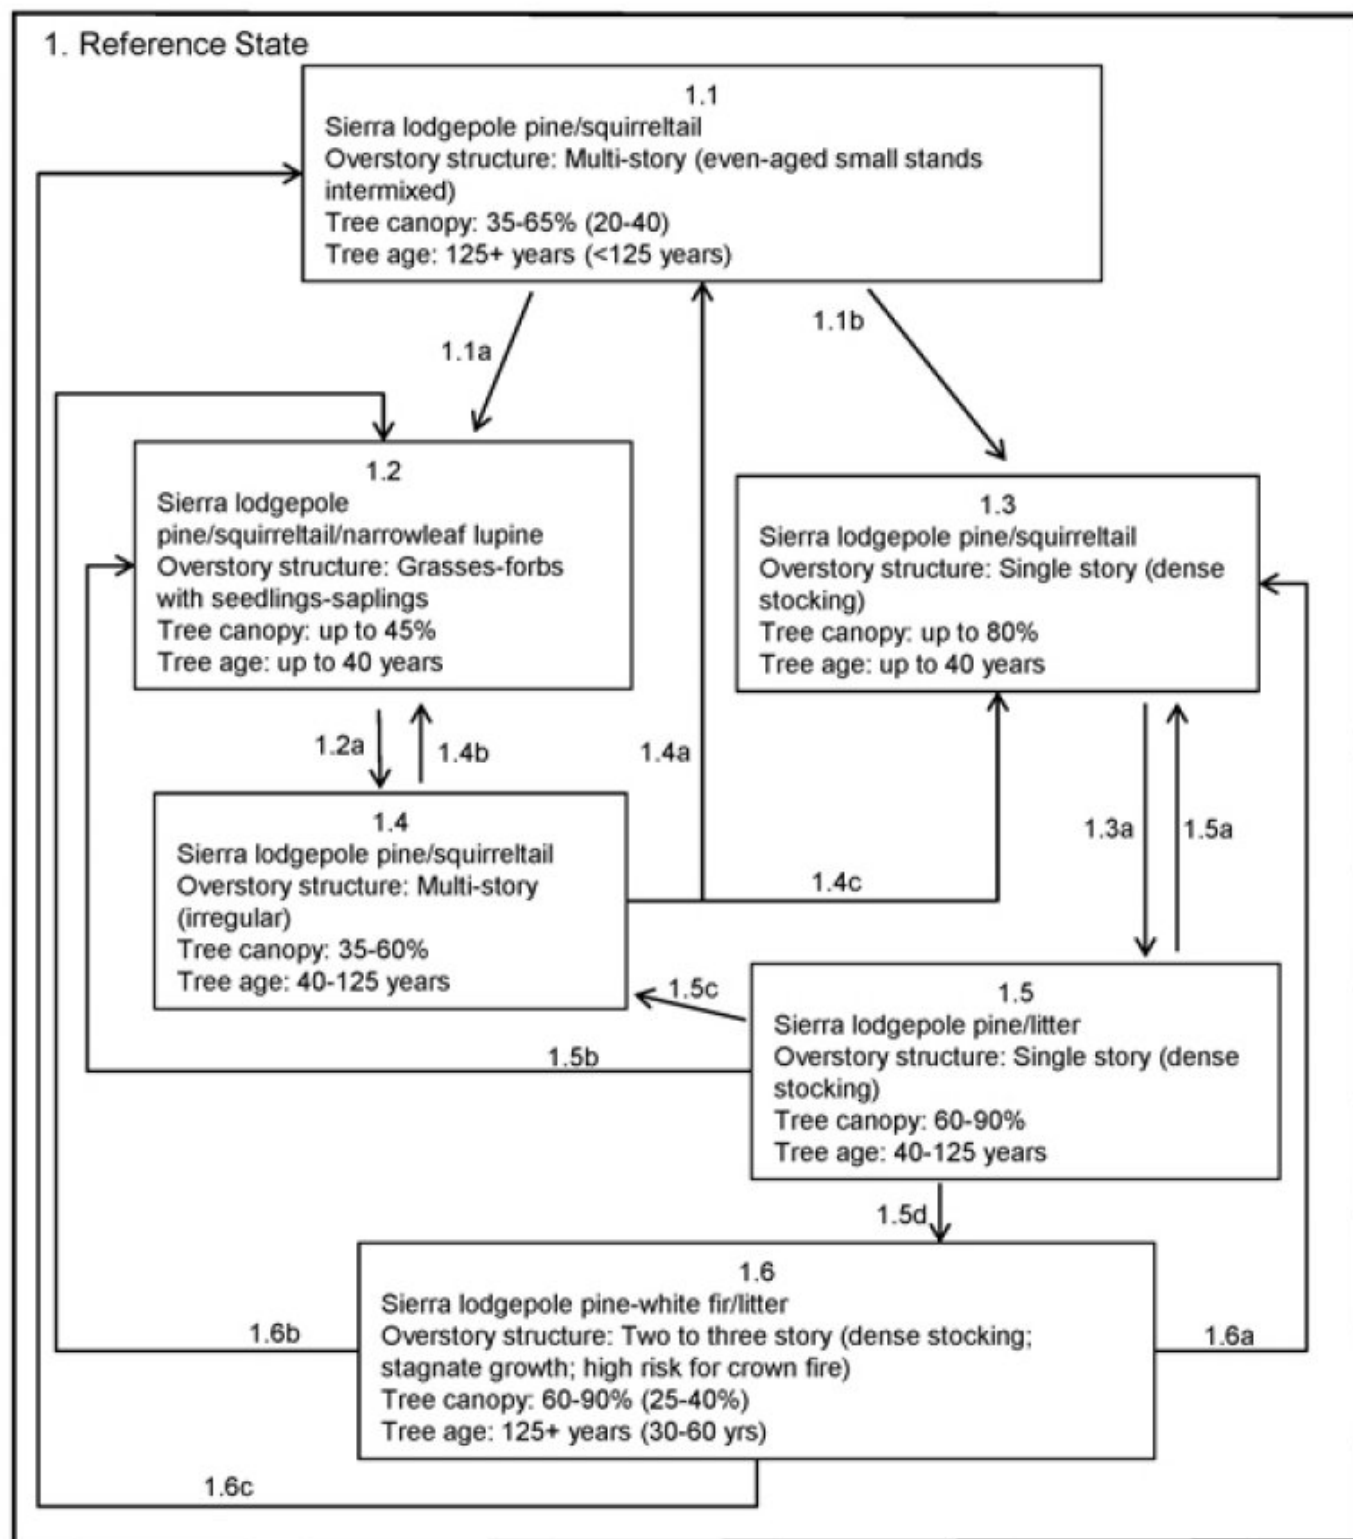 1. Reference State
1.1
Sierra lodgepole pine/squirreltail
Overstory structure: Multi-story (even-aged small stands
intermixed)
Tree canopy: 35-65% (20-40)
Tree age: 125+ years (<125 years)
1.1a
1.1b
1.2
Sierra lodgepole
pine/squirreltail/narrowleaf lupine
Overstory structure: Grasses-forbs
with seedlings-saplings
Tree canopy: up to 45%
Tree age: up to 40 years
1.3
Sierra lodgepole pine/squirreltail
Overstory structure: Single story (dense
stocking)
Tree canopy: up to 80%
Tree age: up to 40 years
1.2a
1.4b
1.4a
1.3a
1.5a
1.4
Sierra lodgepole pine/squirreltail
Overstory structure: Multi-story
(irregular)
Tree canopy: 35-60%
Tree age: 40-125 years
1.4c
1.5c
1.5b
1.5
Sierra lodgepole pine/litter
Overstory structure: Single story (dense
stocking)
Tree canopy: 60-90%
Tree age: 40-125 years
1.5d
1.6
Sierra lodgepole pine-white fir/litter
Overstory structure: Two to three story (dense stocking;
stagnate growth; high risk for crown fire)
Tree canopy: 60-90% (25-40%)
Tree age: 125+ years (30-60 yrs)
1.6b
1.6a
1.6c